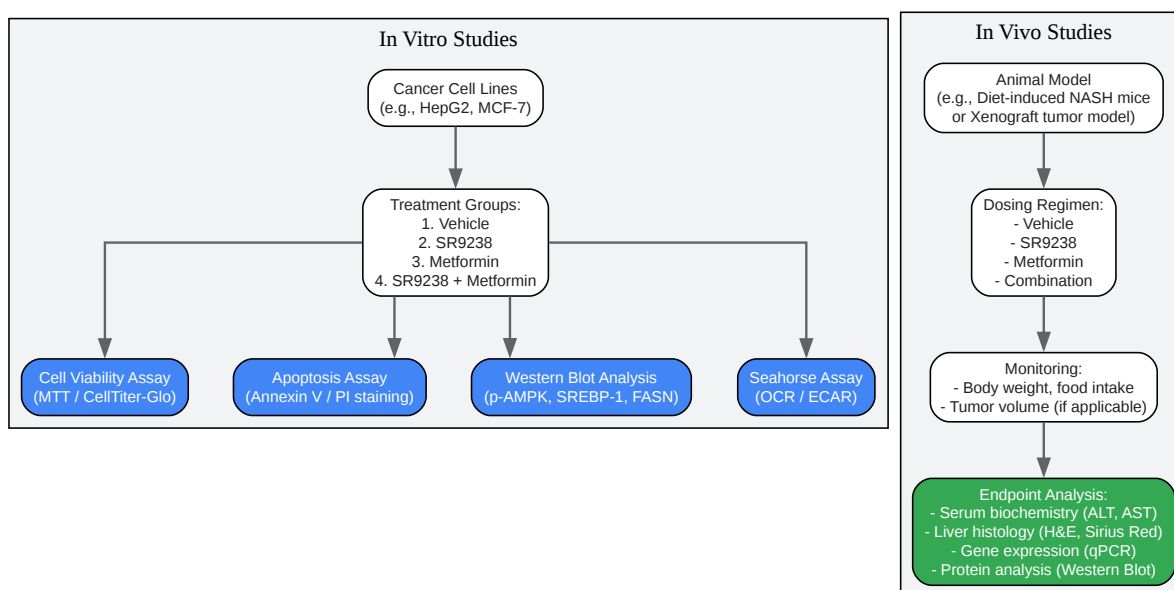 In Vitro Studies
Cancer Cell Lines
(e.g., HepG2, MCF-7)
Treatment Groups:
1. Vehicle
2. SR9238
3. Metformin
4. SR9238 + Metformin
Cell Viability Assay
(MTT / CellTiter-Glo)
Apoptosis Assay
(Annexin V / PI staining)
Western Blot Analysis
(p-AMPK, SREBP-1, FASN)
Seahorse Assay
(OCR / ECAR)
In Vivo Studies
Animal Model
(e.g., Diet-induced NASH mice
or Xenograft tumor model)
Dosing Regimen:
- Vehicle
- SR9238
- Metformin
- Combination
Monitoring:
- Body weight, food intake
- Tumor volume (if applicable)
Endpoint Analysis:
- Serum biochemistry (ALT, AST)
- Liver histology (H&E, Sirius Red)
- Gene expression (qPCR)
- Protein analysis (Western Blot)